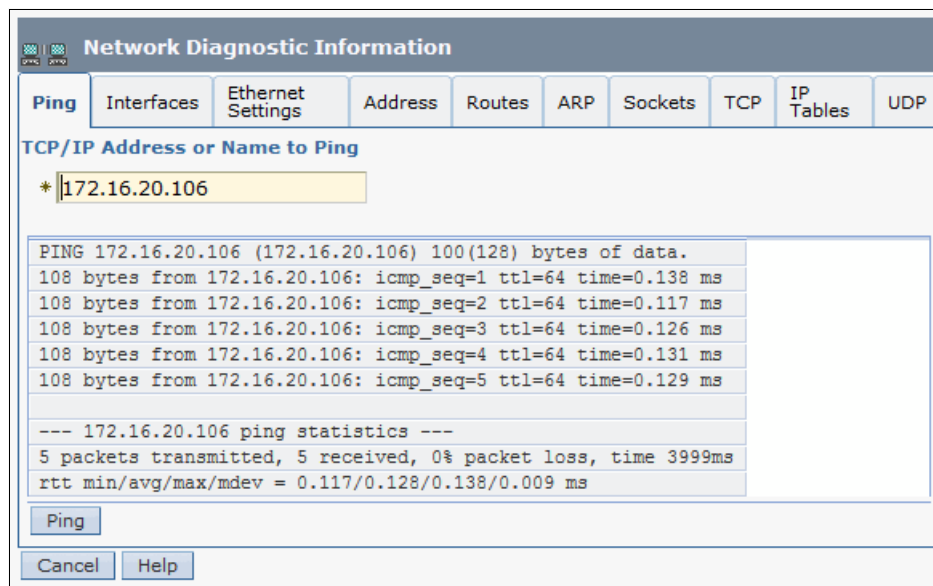 Network Diagnostic Information
Ping Interfaces Ethernet Settings Address Routes ARP Sockets TCP IP Tables UDP
TCP/IP Address or Name to Ping
* 172.16.20.106
PING 172.16.20.106 (172.16.20.106) 100(128) bytes of data.
108 bytes from 172.16.20.106: icmp_seq=1 ttl=64 time=0.138 ms
108 bytes from 172.16.20.106: icmp_seq=2 ttl=64 time=0.117 ms
108 bytes from 172.16.20.106: icmp_seq=3 ttl=64 time=0.126 ms
108 bytes from 172.16.20.106: icmp_seq=4 ttl=64 time=0.131 ms
108 bytes from 172.16.20.106: icmp_seq=5 ttl=64 time=0.129 ms
--- 172.16.20.106 ping statistics ---
5 packets transmitted, 5 received, 0% packet loss, time 3999ms
rtt min/avg/max/mdev = 0.117/0.128/0.138/0.009 ms
Ping
Cancel Help